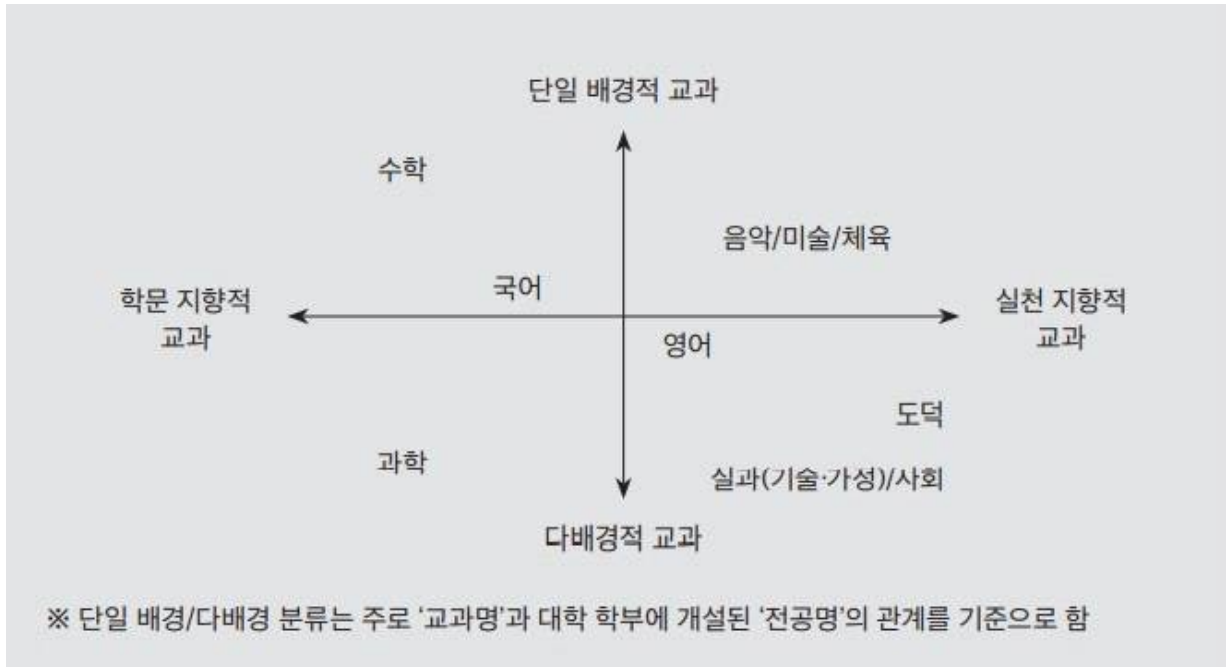 단일 배경적 교과
수학
음악/미술/체육
국어
학문 지향적
교과
실천 지향적
교과
영어
도덕
과학
실과(기술·가성)/사회
다배경적 교과
※ 단일 배경/다배경 분류는 주로 '교과명'과 대학 학부에 개설된 '전공명'의 관계를 기준으로 함